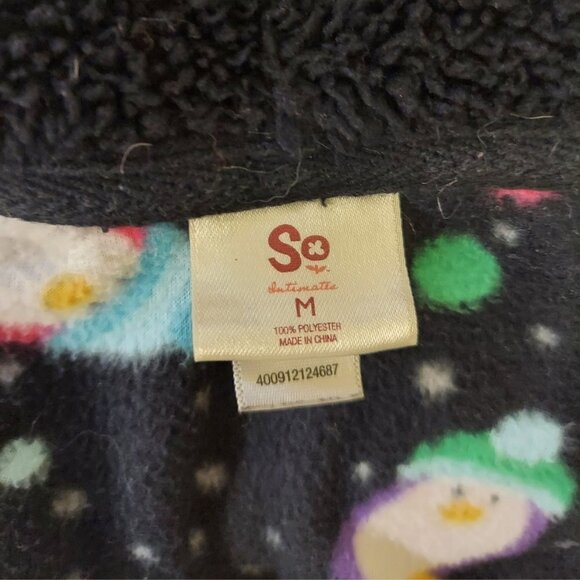 So
Intimates
M
100% POLYESTER
MADE IN CHINA
400912124687